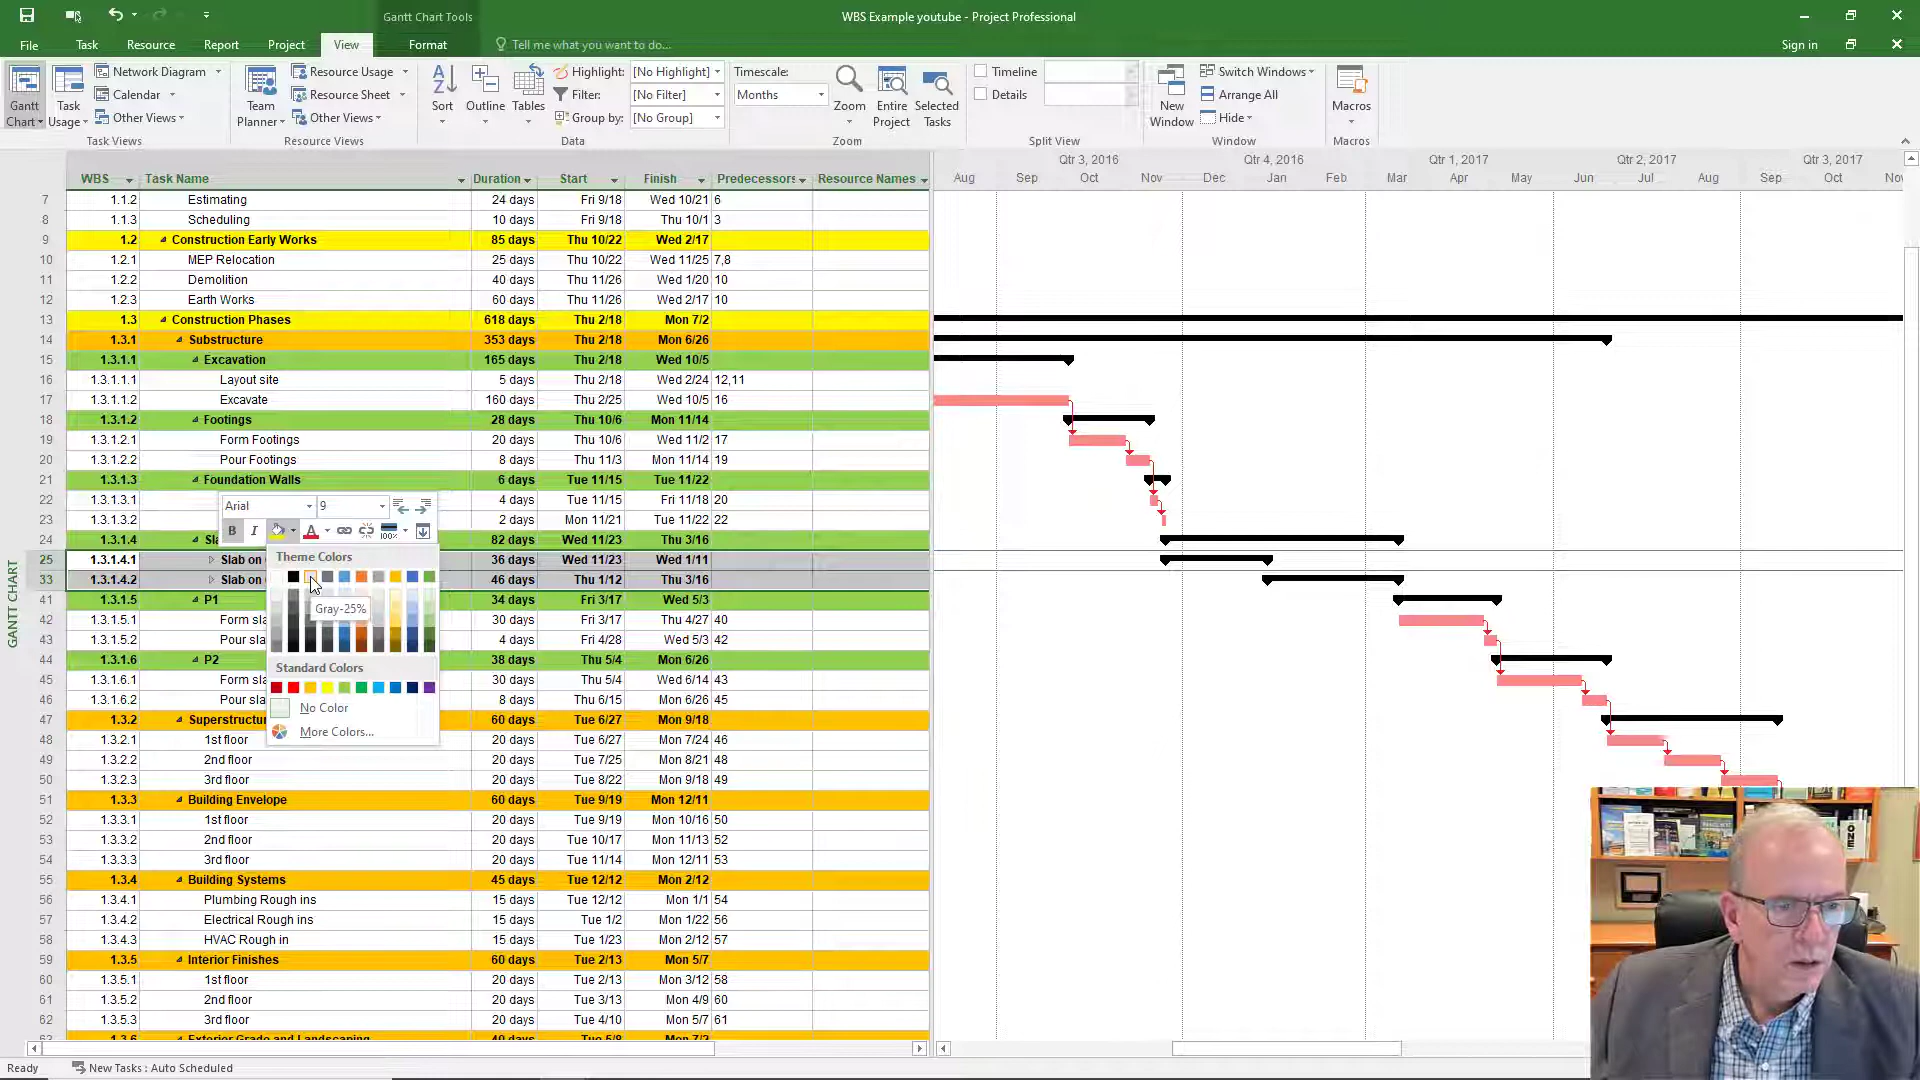 Gantt Chart Tools
WBS Example youtube - Project Professional
File Task Resource Report Project View Format Tell me what you want to do... Sign in
Gantt Chart
Task Usage
Network Diagram
Calendar
Other Views
Task Views
Team Planner
Resource Usage
Resource Sheet
Other Views
Resource Views
Sort
Outline
Tables
Highlight: [No Highlight]
Filter: [No Filter]
Group by: [No Group]
Data
Timescale:
Months
Zoom
Entire Project
Selected Tasks
Zoom
Timeline
Details
Split View
New Window
Switch Windows
Arrange All
Hide
Window
Macros
Macros
WBS Task Name Duration Start Finish Predecessors Resource Names
7 1.1.2 Estimating 24 days Fri 9/18 Wed 10/21 6
8 1.1.3 Scheduling 10 days Fri 9/18 Thu 10/1 3
9 1.2 Construction Early Works 85 days Thu 10/22 Wed 2/17
10 1.2.1 MEP Relocation 25 days Thu 10/22 Wed 11/25 7,8
11 1.2.2 Demolition 40 days Thu 11/26 Wed 1/20 10
12 1.2.3 Earth Works 60 days Thu 11/26 Wed 2/17 10
13 1.3 Construction Phases 618 days Thu 2/18 Mon 7/2
14 1.3.1 Substructure 353 days Thu 2/18 Mon 6/26
15 1.3.1.1 Excavation 165 days Thu 2/18 Wed 10/5
16 1.3.1.1.1 Layout site 5 days Thu 2/18 Wed 2/24 12,11
17 1.3.1.1.2 Excavate 160 days Thu 2/25 Wed 10/5 16
18 1.3.1.2 Footings 28 days Thu 10/6 Mon 11/14
19 1.3.1.2.1 Form Footings 20 days Thu 10/6 Wed 11/2 17
20 1.3.1.2.2 Pour Footings 8 days Thu 11/3 Mon 11/14 19
21 1.3.1.3 Foundation Walls 6 days Tue 11/15 Tue 11/22
22 1.3.1.3.1 4 days Tue 11/15 Fri 11/18 20
23 1.3.1.3.2 2 days Mon 11/21 Tue 11/22 22
24 1.3.1.4 Sla 82 days Wed 11/23 Thu 3/16
25 1.3.1.4.1 Slab on 36 days Wed 11/23 Wed 1/11
33 1.3.1.4.2 Slab on 46 days Thu 1/12 Thu 3/16
41 1.3.1.5 P1 34 days Fri 3/17 Wed 5/3
42 1.3.1.5.1 Form sla 30 days Fri 3/17 Thu 4/27 40
43 1.3.1.5.2 Pour sla 4 days Fri 4/28 Wed 5/3 42
44 1.3.1.6 P2 38 days Thu 5/4 Mon 6/26
45 1.3.1.6.1 Form sla 30 days Thu 5/4 Wed 6/14 43
46 1.3.1.6.2 Pour sla 8 days Thu 6/15 Mon 6/26 45
47 1.3.2 Superstructu 60 days Tue 6/27 Mon 9/18
48 1.3.2.1 1st floor 20 days Tue 6/27 Mon 7/24 46
49 1.3.2.2 2nd floor 20 days Tue 7/25 Mon 8/21 48
50 1.3.2.3 3rd floor 20 days Tue 8/22 Mon 9/18 49
51 1.3.3 Building Envelope 60 days Tue 9/19 Mon 12/11
52 1.3.3.1 1st floor 20 days Tue 9/19 Mon 10/16 50
53 1.3.3.2 2nd floor 20 days Tue 10/17 Mon 11/13 52
54 1.3.3.3 3rd floor 20 days Tue 11/14 Mon 12/11 53
55 1.3.4 Building Systems 45 days Tue 12/12 Mon 2/12
56 1.3.4.1 Plumbing Rough ins 15 days Tue 12/12 Mon 1/1 54
57 1.3.4.2 Electrical Rough ins 15 days Tue 1/2 Mon 1/22 56
58 1.3.4.3 HVAC Rough in 15 days Tue 1/23 Mon 2/12 57
59 1.3.5 Interior Finishes 60 days Tue 2/13 Mon 5/7
60 1.3.5.1 1st floor 20 days Tue 2/13 Mon 3/12 58
61 1.3.5.2 2nd floor 20 days Tue 3/13 Mon 4/9 60
62 1.3.5.3 3rd floor 20 days Tue 4/10 Mon 5/7 61
1.3.6 Exterior Grade and Landscaping 40 days Tue 5/8 Mon 7/2
Arial 9
B I A 100%
Theme Colors
Gray-25%
Standard Colors
No Color
More Colors...
Qtr 3, 2016 Qtr 4, 2016 Qtr 1, 2017 Qtr 2, 2017 Qtr 3, 2017
Aug Sep Oct Nov Dec Jan Feb Mar Apr May Jun Jul Aug Sep Oct Nov
GANTT CHART
ONE
Ready New Tasks : Auto Scheduled